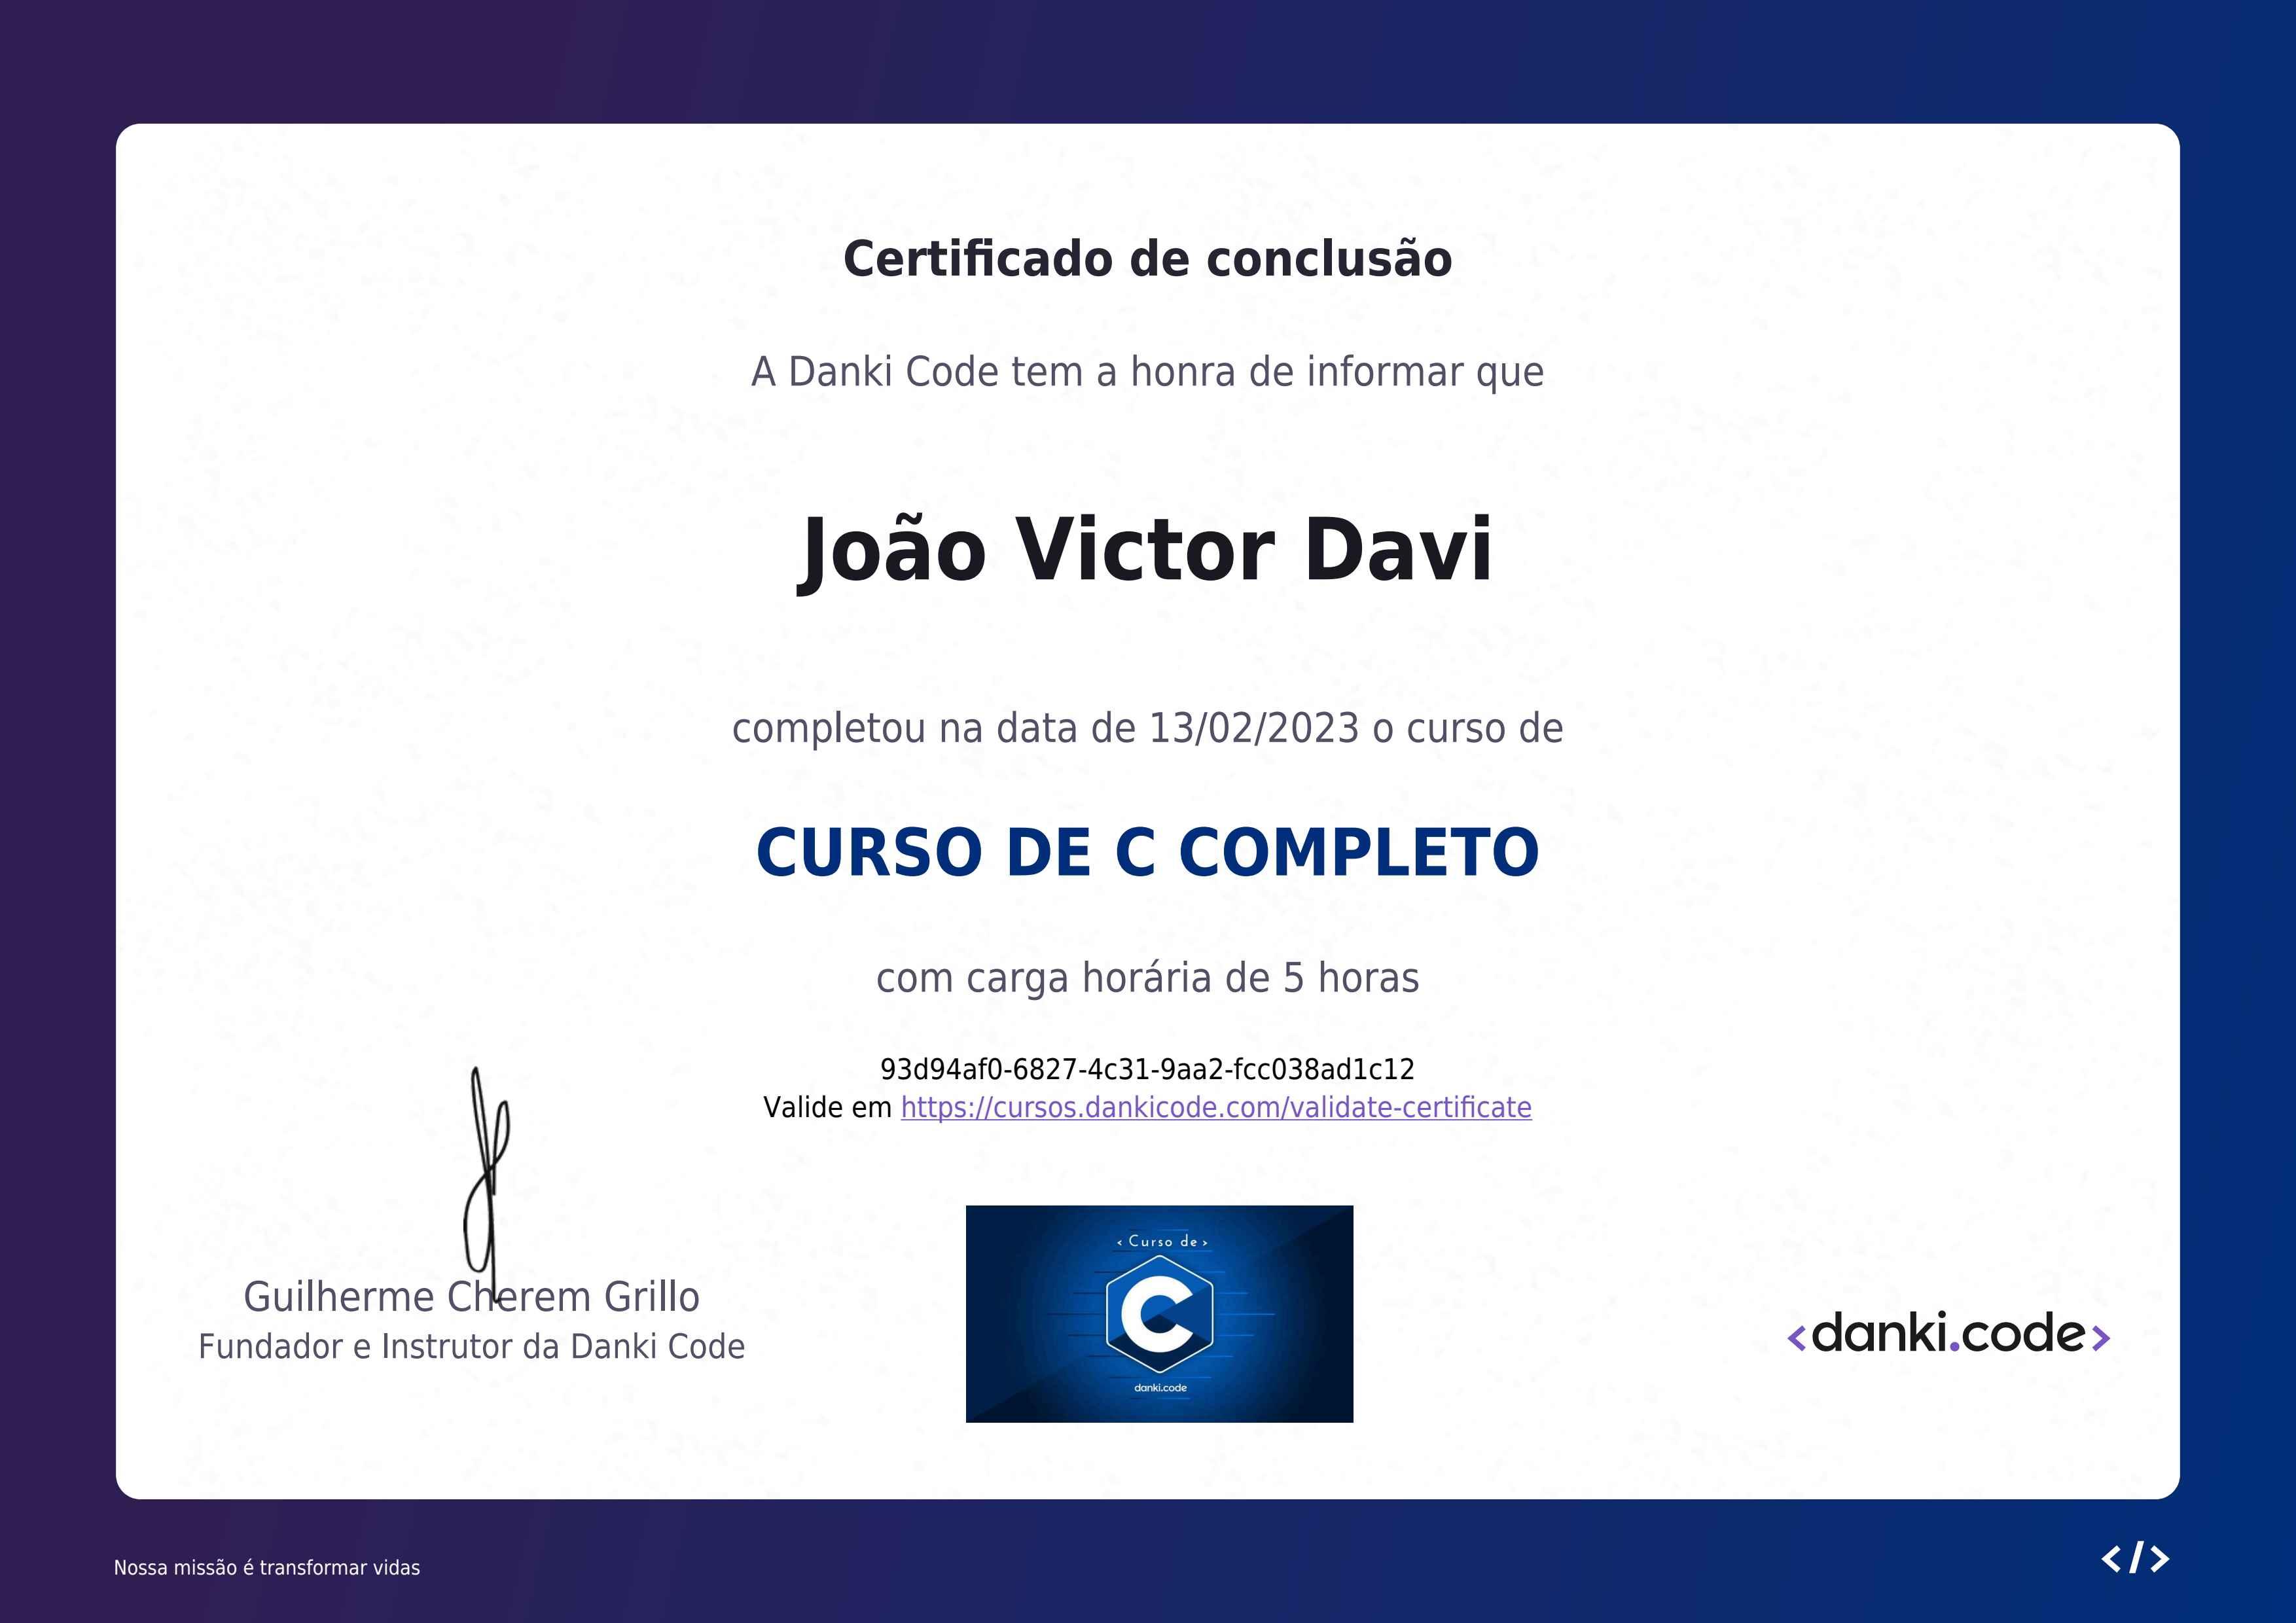 Certificado de conclusão
A Danki Code tem a honra de informar que
João Victor Davi
completou na data de 13/02/2023 o curso de
CURSO DE C COMPLETO
com carga horária de 5 horas
93d94af0-6827-4c31-9aa2-fcc038ad1c12
Valide em https://cursos.dankicode.com/validate-certificate
Guilherme Cherem Grillo
Fundador e Instrutor da Danki Code
< Curso de >
C
danki.code
<danki.code>
Nossa missão é transformar vidas
</>